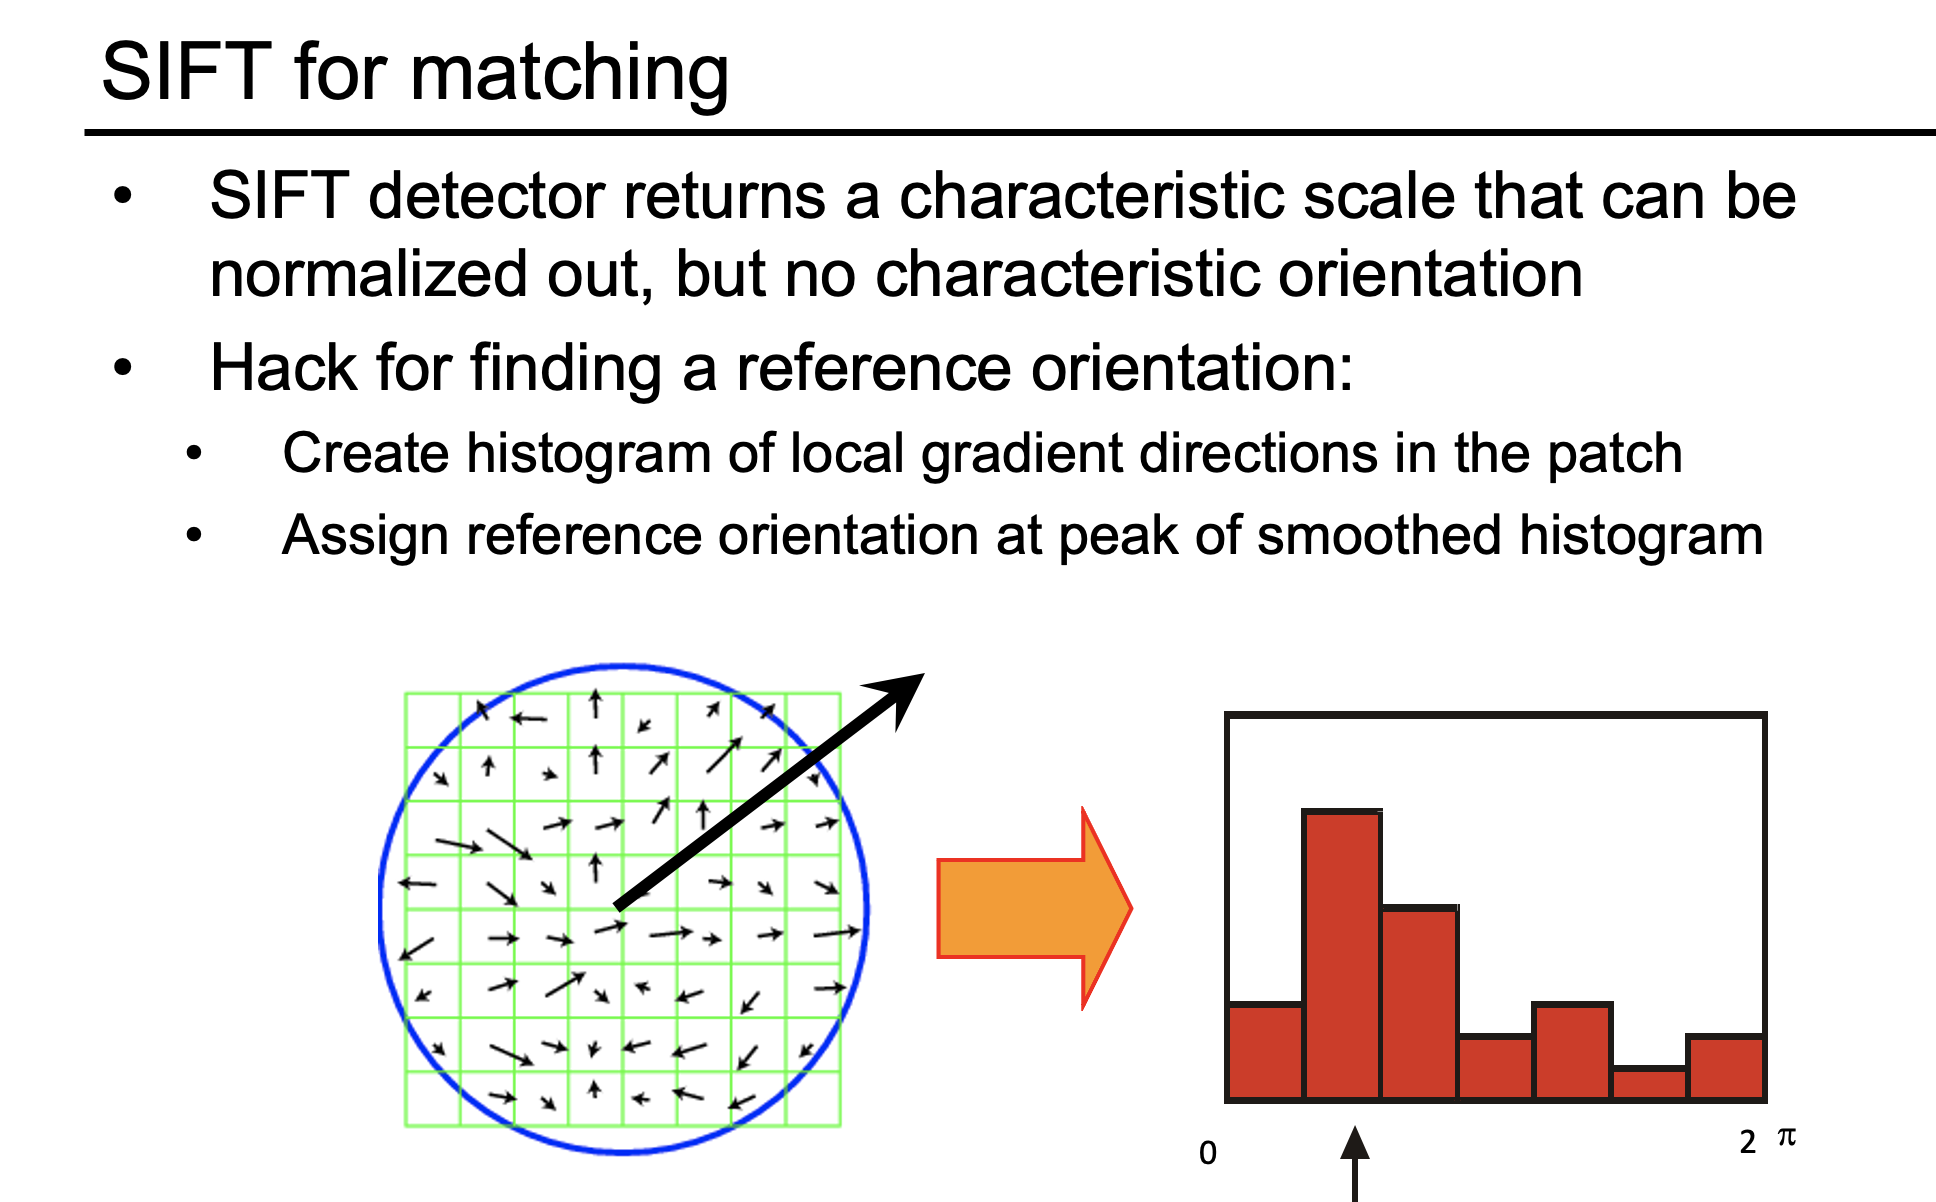 SIFT for matching
• SIFT detector returns a characteristic scale that can be
normalized out, but no characteristic orientation
• Hack for finding a reference orientation:
• Create histogram of local gradient directions in the patch
• Assign reference orientation at peak of smoothed histogram
0 2 π